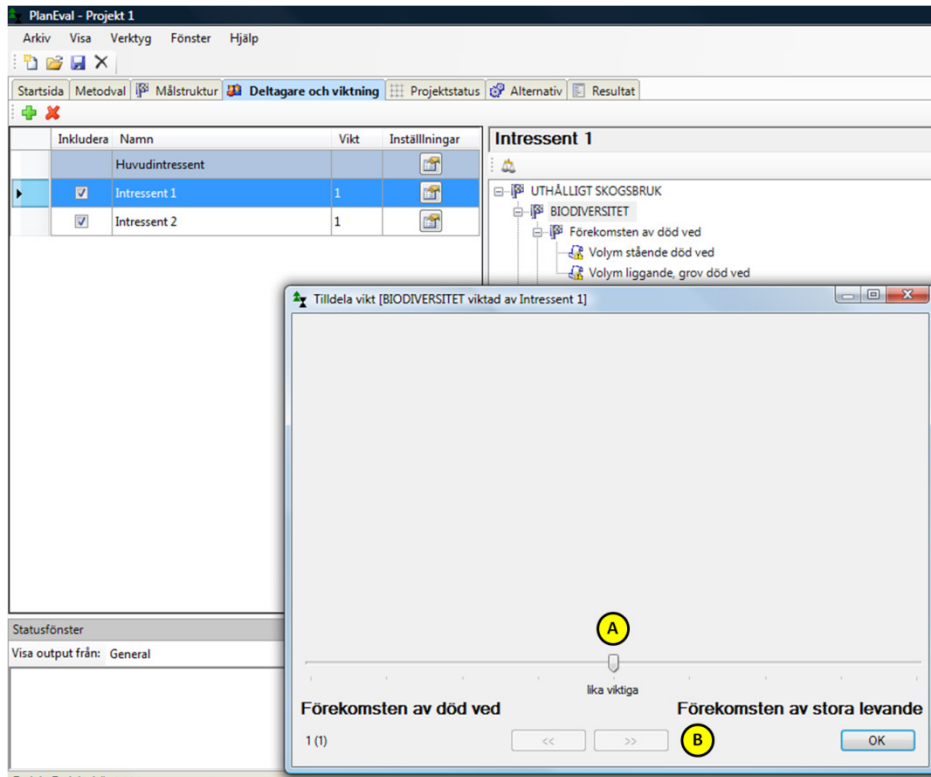 PlanEval - Projekt 1
Arkiv Visa Verktyg Fönster Hjälp
Startsida Metodval Målstruktur Deltagare och viktning Projektstatus Alternativ Resultat
Inkludera Namn Vikt Inställlningar
Huvudintressent
Intressent 1 1
Intressent 2 1
Intressent 1
UTHÅLLIGT SKOGSBRUK
BIODIVERSITET
Förekomsten av död ved
Volym stående död ved
Volym liggande, grov död ved
Tilldela vikt [BIODIVERSITET viktad av Intressent 1]
A
lika viktiga
Förekomsten av död ved Förekomsten av stora levande
1 (1) << >> B OK
Statusfönster
Visa output från: General